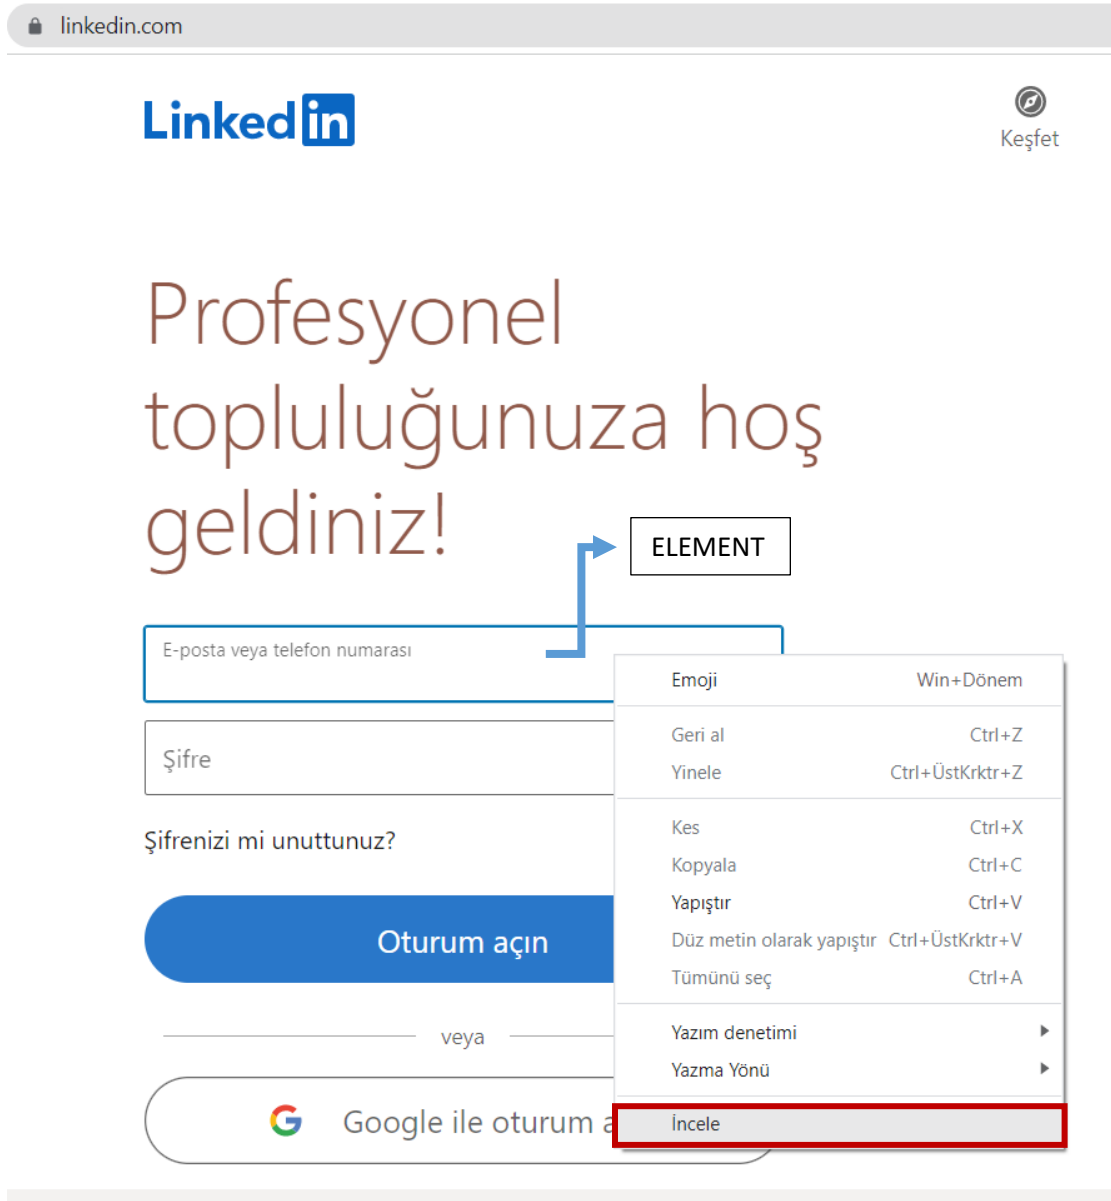 linkedin.com
Linkedin
Keşfet
Profesyonel
topluluğunuza hoş
geldiniz!
ELEMENT
E-posta veya telefon numarası
Şifre
Şifrenizi mi unuttunuz?
Oturum açın
veya
Google ile oturum a
Emoji Win+Dönem
Geri al Ctrl+Z
Yinele Ctrl+ÜstKrktr+Z
Kes Ctrl+X
Kopyala Ctrl+C
Yapıştır Ctrl+V
Düz metin olarak yapıştır Ctrl+ÜstKrktr+V
Tümünü seç Ctrl+A
Yazım denetimi
Yazma Yönü
İncele